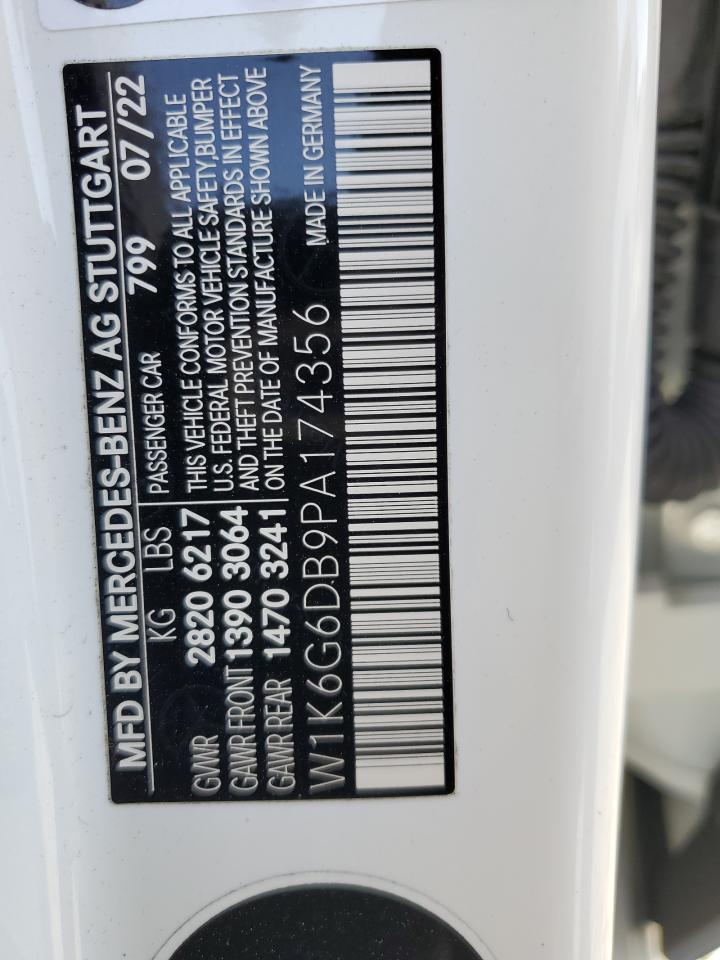 MFD BY MERCEDES-BENZ AG STUTTGART
KG LBS PASSENGER CAR 799 07/22
GVWR 2820 6217 THIS VEHICLE CONFORMS TO ALL APPLICABLE
GAWR FRONT 1390 3064 U.S. FEDERAL MOTOR VEHICLE SAFETY,BUMPER
AND THEFT PREVENTION STANDARDS IN EFFECT
GAWR REAR 1470 3241 ON THE DATE OF MANUFACTURE SHOWN ABOVE
W1K6G6DB9PA174356 MADE IN GERMANY